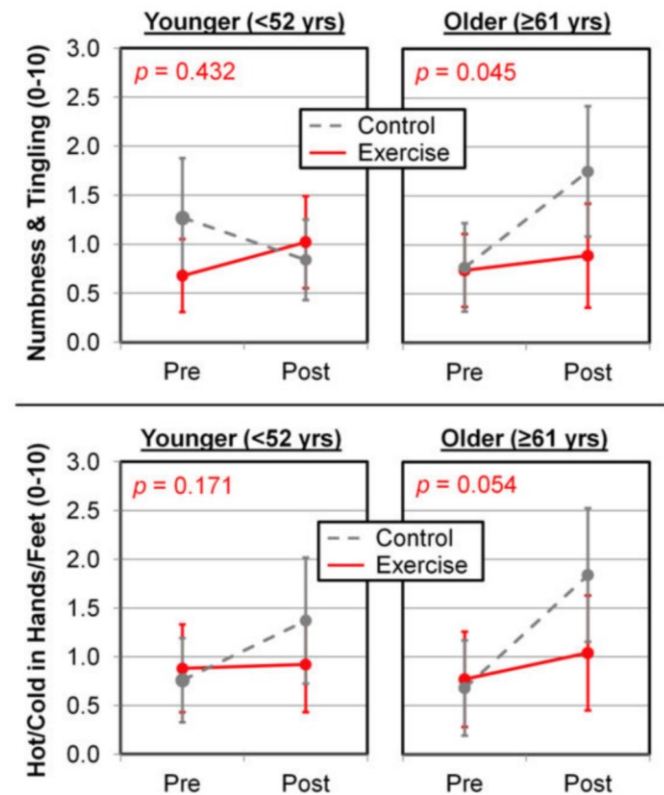 Younger (<52 yrs)
Older (≥61 yrs)
Numbness & Tingling (0-10)
3.0
2.5
2.0
1.5
1.0
0.5
0.0
p = 0.432
p = 0.045
Control
Exercise
Pre
Post
Pre
Post
Younger (<52 yrs)
Older (≥61 yrs)
Hot/Cold in Hands/Feet (0-10)
3.0
2.5
2.0
1.5
1.0
0.5
0.0
p = 0.171
p = 0.054
Control
Exercise
Pre
Post
Pre
Post